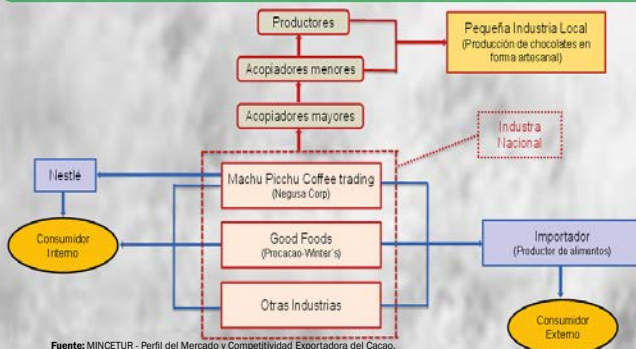 Productores
Pequeña Industria Local
(Producción de chocolates en
forma artesanal)
Acopiadores menores
Acopiadores mayores
Industra
Nacional
Nestlé
Machu Picchu Coffee trading
(Negusa Corp)
Consumidor
Interno
Good Foods
(Procacao-Winter's)
Importador
(Productor de alimentos)
Otras Industrias
Consumidor
Externo
Fuente: MINCETUR - Perfil del Mercado y Competitividad Exportadora del Cacao.